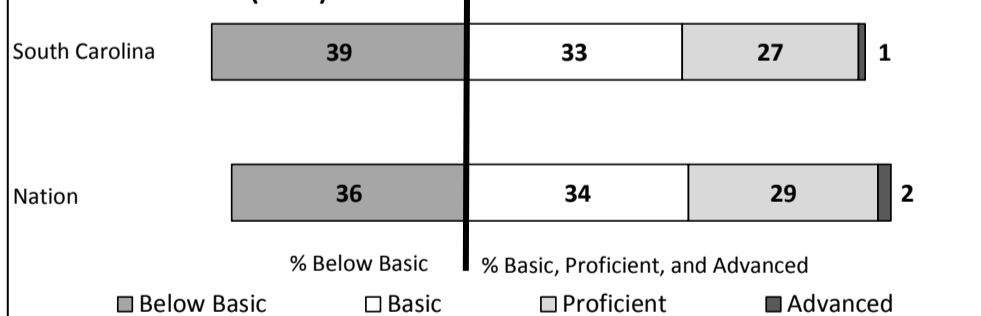 South Carolina 39 33 27 1
Nation 36 34 29 2
% Below Basic % Basic, Proficient, and Advanced
Below Basic Basic Proficient Advanced